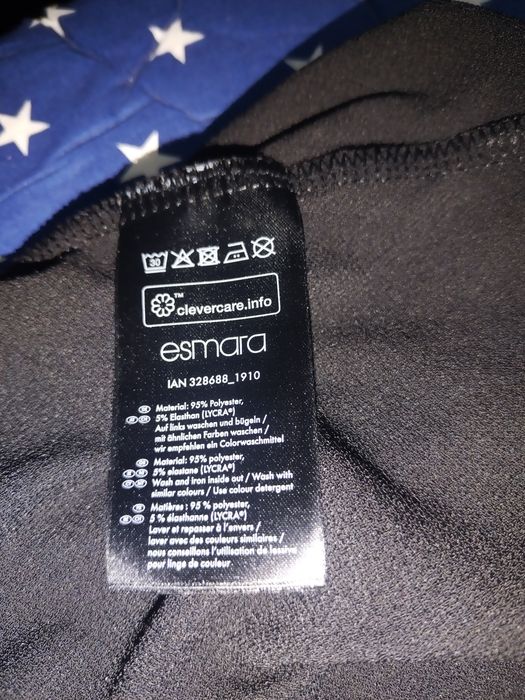 30
™
clevercare.info
esmara
IAN 328688_1910
Material: 95% Polyester,
5% Elasthan (LYCRA®)
Auf links waschen und bügeln /
mit ähnlichen Farben waschen /
wir empfehlen ein Colorwaschmittel
Material: 95% polyester,
5% elastane (LYCRA®)
Wash and iron inside out / Wash with
similar colours / Use colour detergent
Matières : 95 % polyester,
5 % élasthanne (LYCRA®)
Laver et repasser à l'envers /
laver avec des couleurs similaires /
nous conseillons l'utilisation de lessive
pour linge de couleur